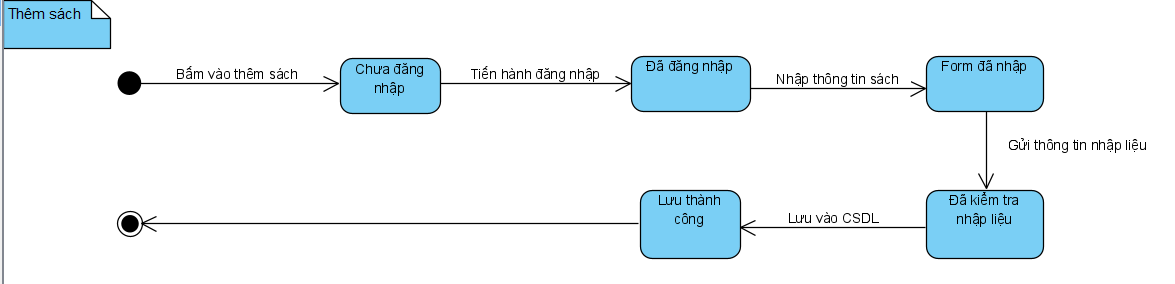 Thêm sách
Bấm vào thêm sách
Chưa đăng
nhập
Tiến hành đăng nhập
Đã đăng nhập
Nhập thông tin sách
Form đã nhập
Gửi thông tin nhập liệu
Đã kiểm tra
nhập liệu
Lưu vào CSDL
Lưu thành
công